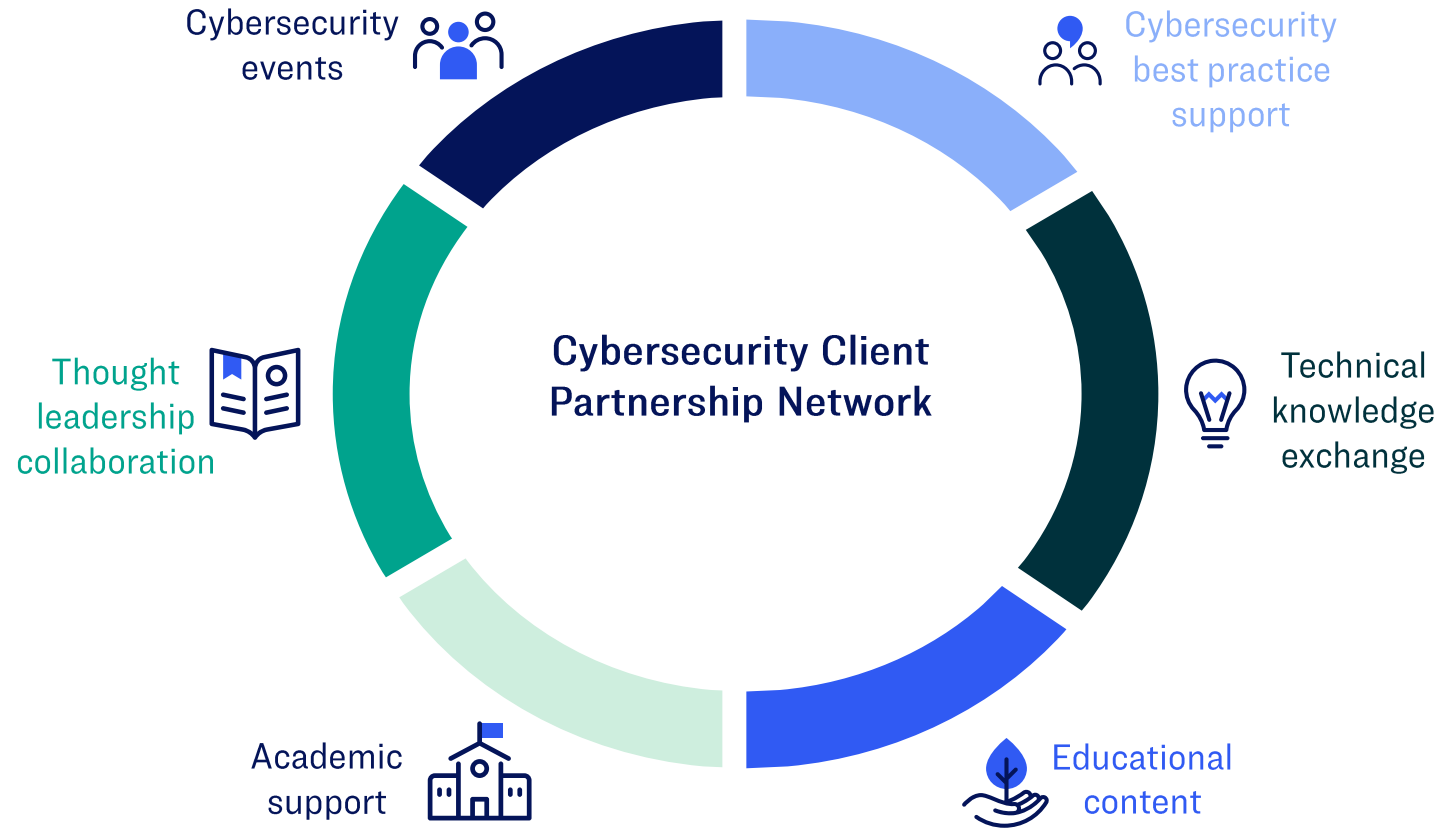 Cybersecurity
events
Cybersecurity
best practice
support
Thought
leadership
collaboration
Cybersecurity Client
Partnership Network
Technical
knowledge
exchange
Academic
support
Educational
content